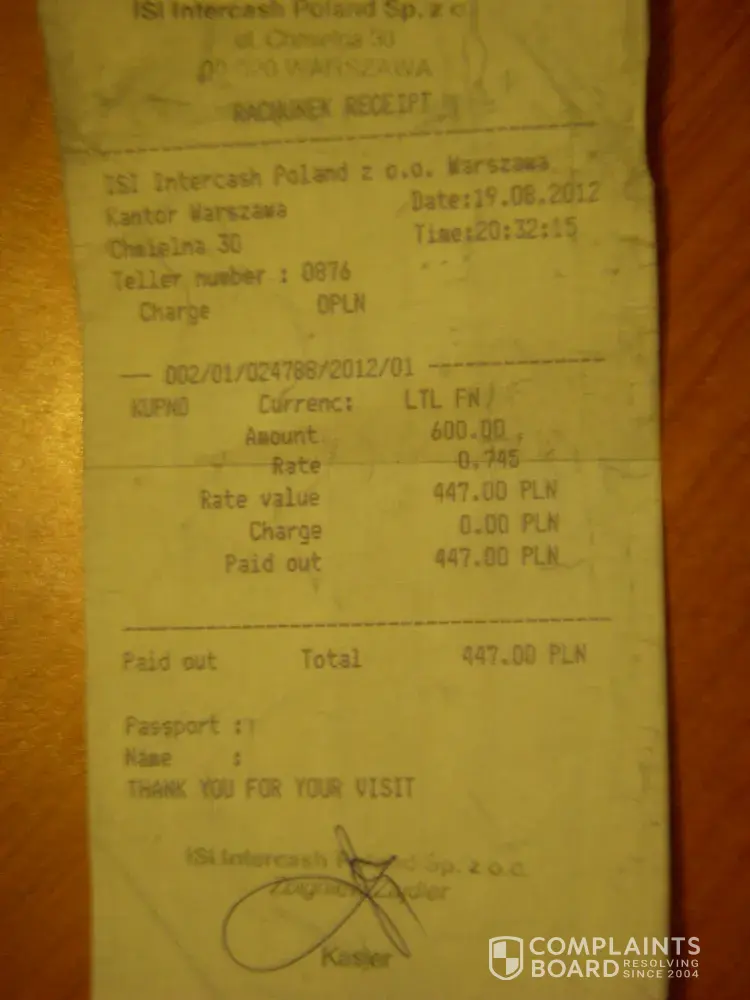 ISI Intercash Poland Sp. z o
ul. Chmielna 30
WARSZAWA
RACHUNEK RECEIPT
ISI Intercash Poland z o.o. Warszawa
Kantor Warszawa Date:19.08.2012
Chmielna 30 Time:20:32:15
Teller number : 0876
Charge 0PLN
002/01/024788/2012/01
KUPNO Currenc: LTL FN/
Amount 600.00
Rate 0.745
Rate value 447.00 PLN
Charge 0.00 PLN
Paid out 447.00 PLN
Paid out Total 447.00 PLN
Passport :
Name :
THANK YOU FOR YOUR VISIT
ISI Intercash Poland Sp. z o.o.
Zbigniew
Kasjer
COMPLAINTS
BOARD RESOLVING
SINCE 2004